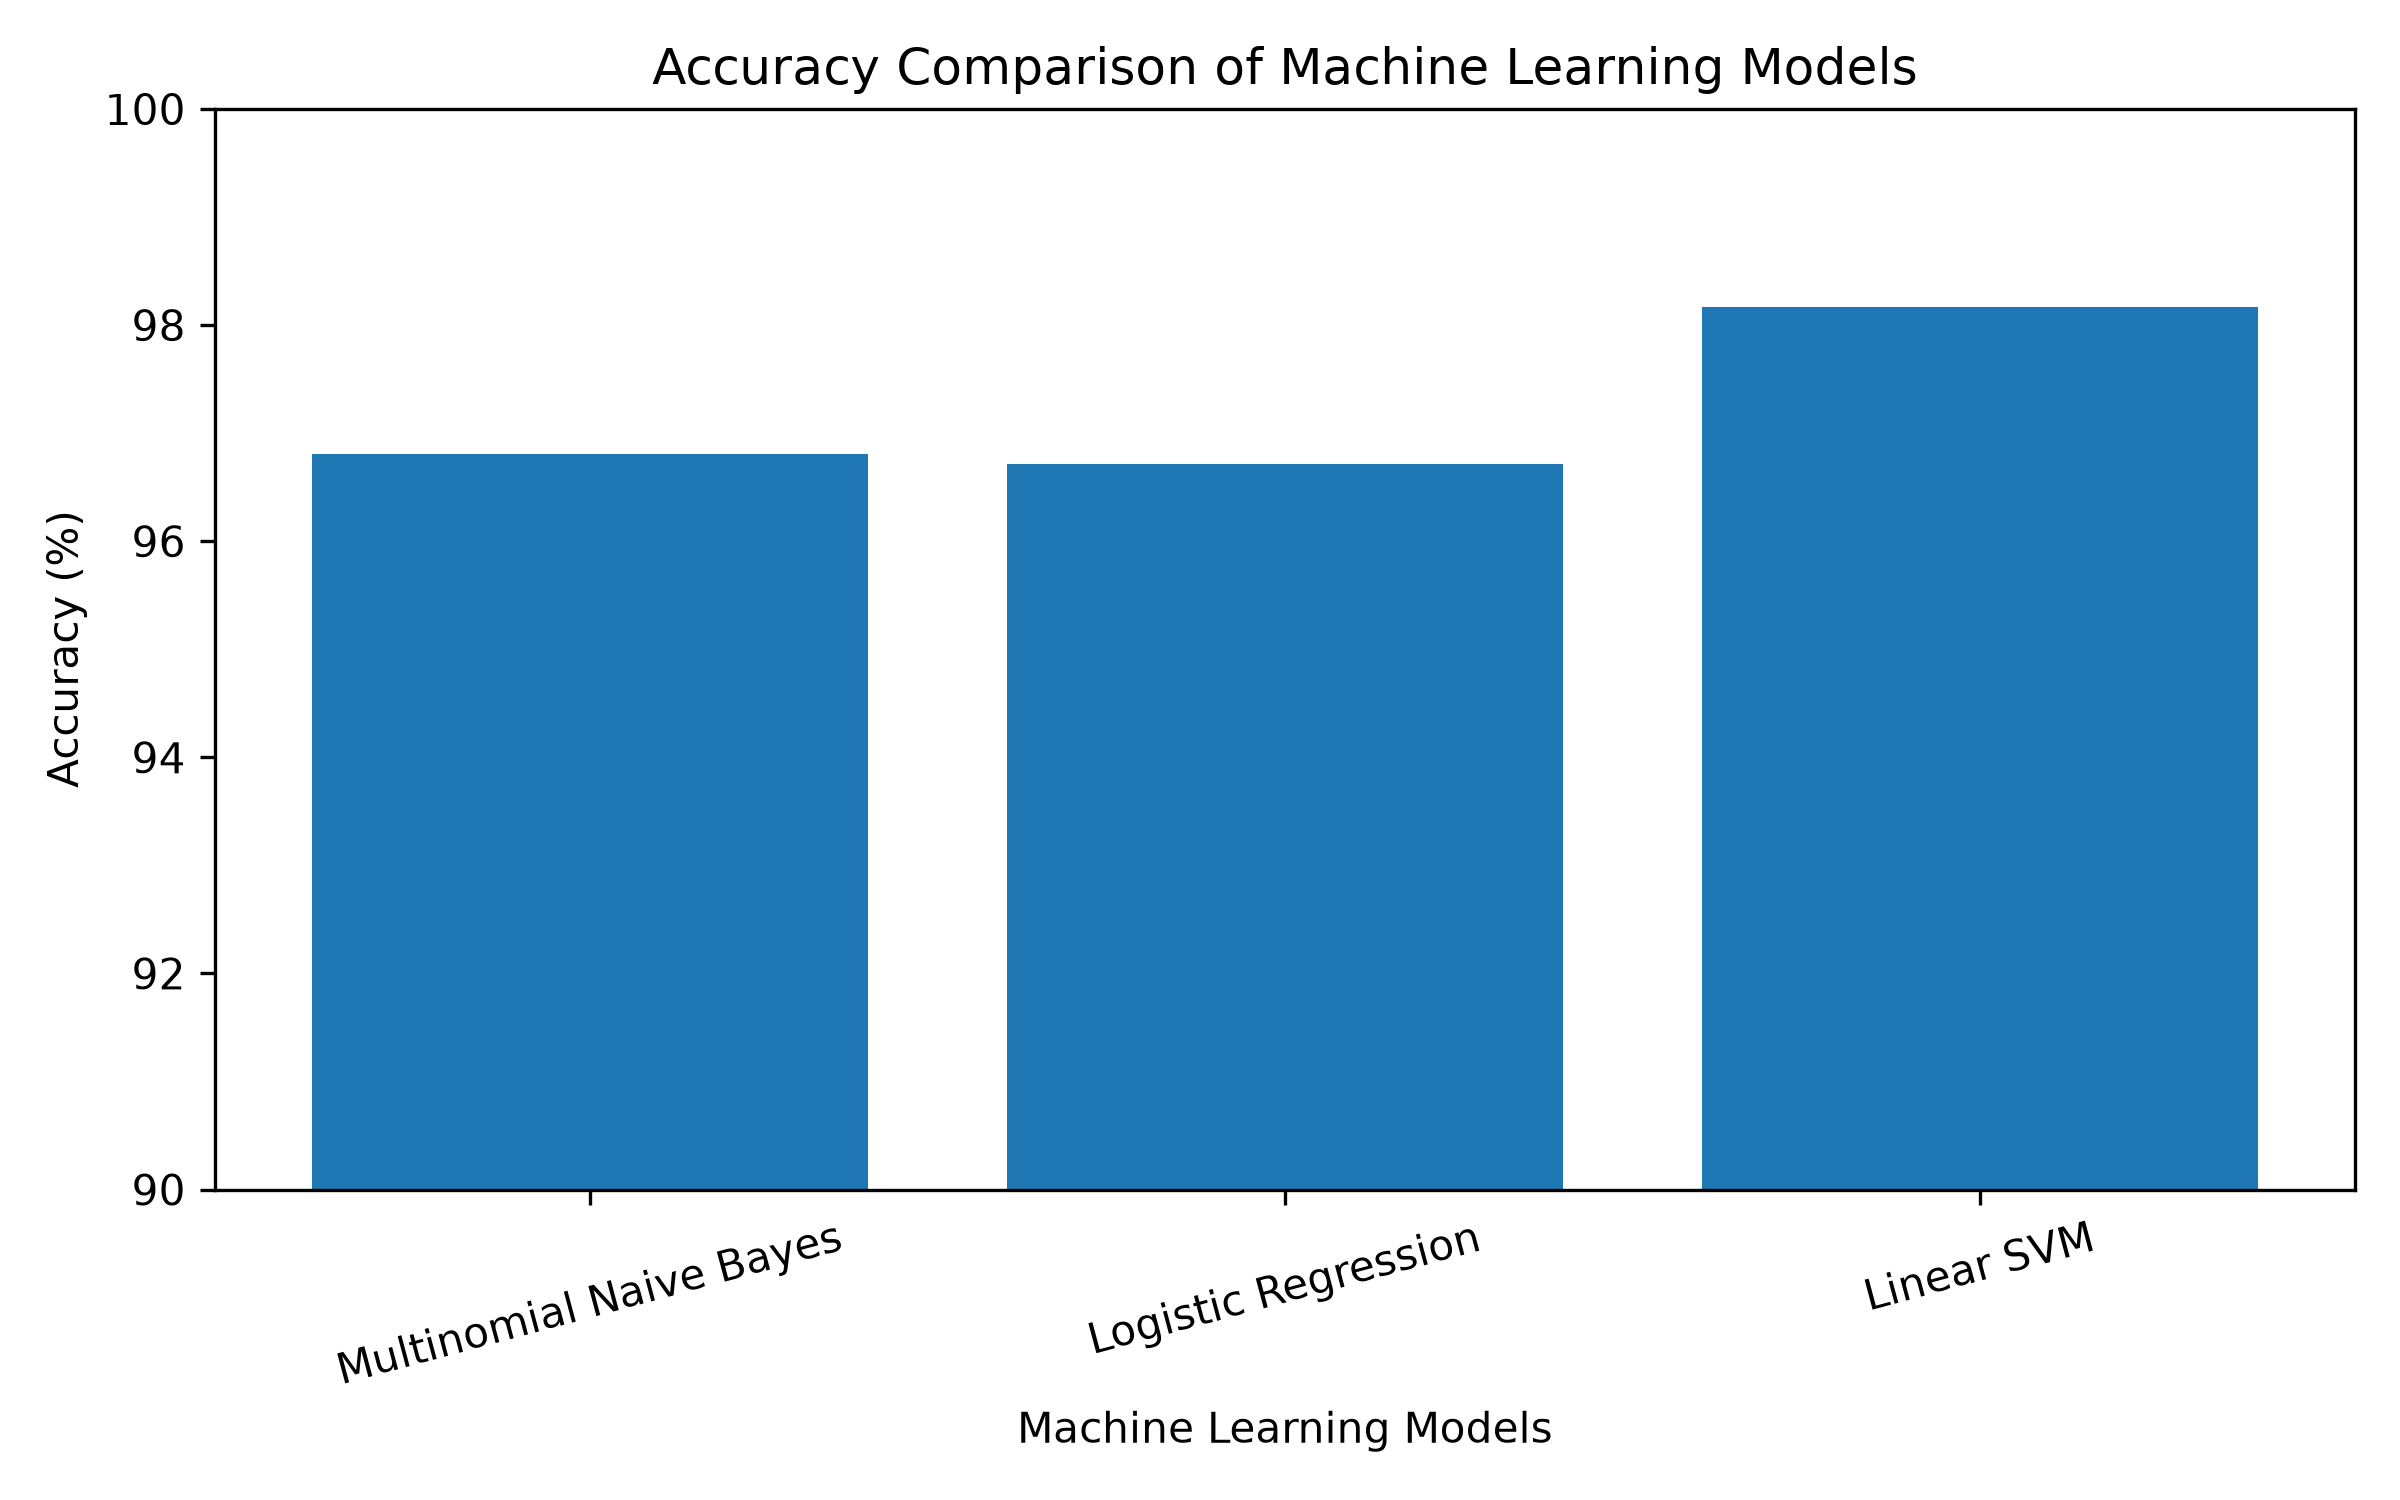 Accuracy Comparison of Machine Learning Models
100
98
96
94
92
90
Accuracy (%)
Multinomial Naive Bayes
Logistic Regression
Linear SVM
Machine Learning Models